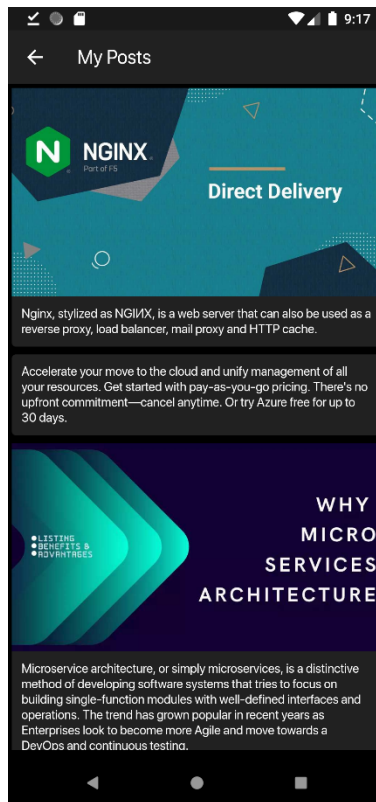 9:17
My Posts
NGINX
Part of F5
Direct Delivery
Nginx, stylized as NGIИX, is a web server that can also be used as a
reverse proxy, load balancer, mail proxy and HTTP cache.
Accelerate your move to the cloud and unify management of all
your resources. Get started with pay-as-you-go pricing. There's no
upfront commitment—cancel anytime. Or try Azure free for up to
30 days.
LISTING
BENEFITS &
ADVANTAGES
WHY
MICRO
SERVICES
ARCHITECTURE
Microservice architecture, or simply microservices, is a distinctive
method of developing software systems that tries to focus on
building single-function modules with well-defined interfaces and
operations. The trend has grown popular in recent years as
Enterprises look to become more Agile and move towards a
DevOps and continuous testing.